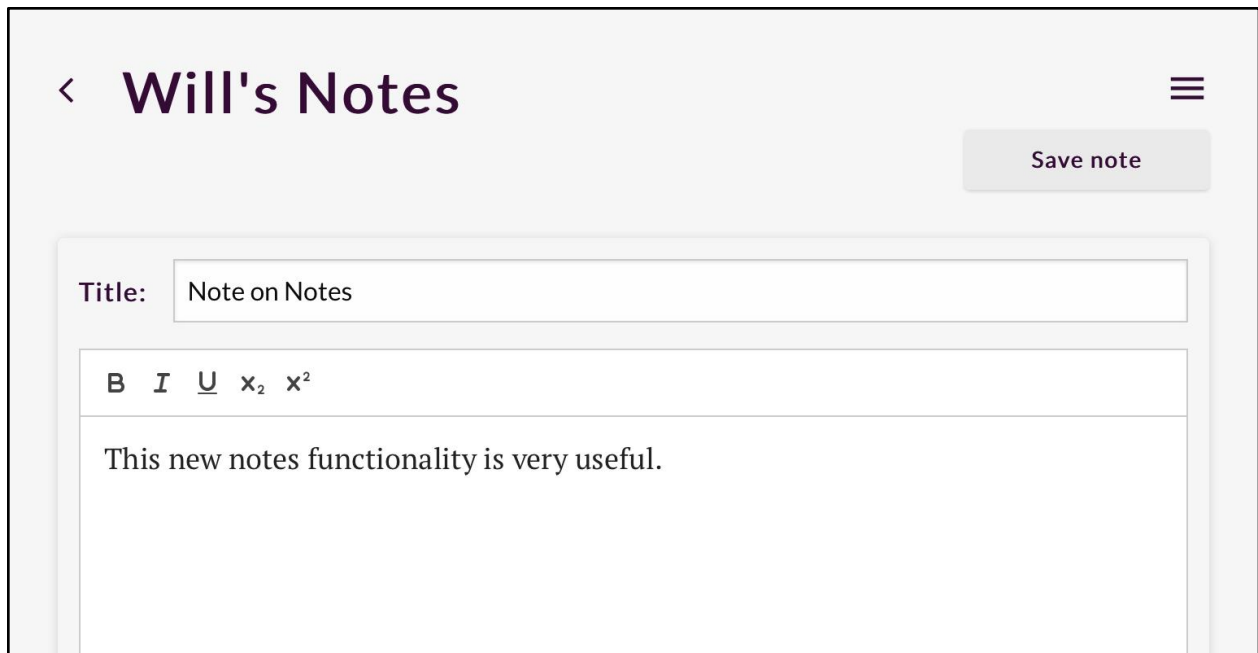 Will's Notes
Save note
Title: Note on Notes
B I U x₂ x²
This new notes functionality is very useful.